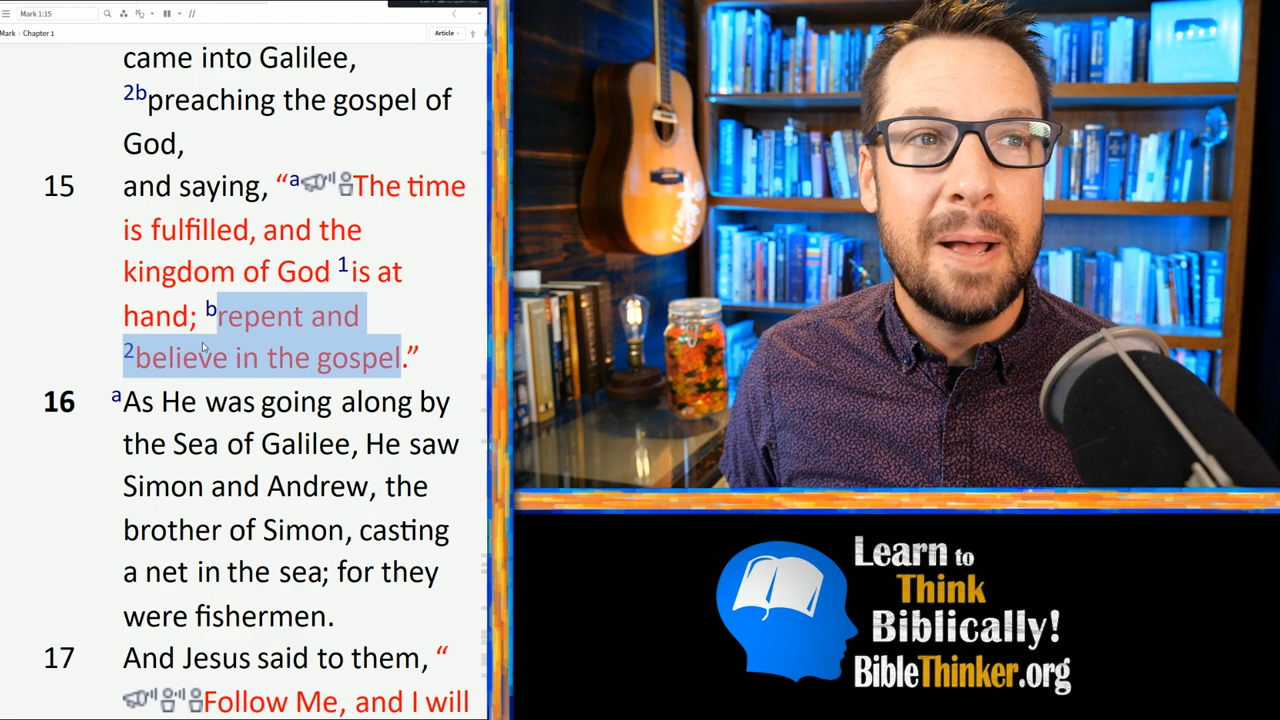 Mark 1:15
Mark › Chapter 1
Article
came into Galilee,
2bpreaching the gospel of
God,
15 and saying, “aThe time
is fulfilled, and the
kingdom of God 1is at
hand; brepent and
2believe in the gospel.”
16 aAs He was going along by
the Sea of Galilee, He saw
Simon and Andrew, the
brother of Simon, casting
a net in the sea; for they
were fishermen.
17 And Jesus said to them, “
Follow Me, and I will
Learn to
Think
Biblically!
BibleThinker.org